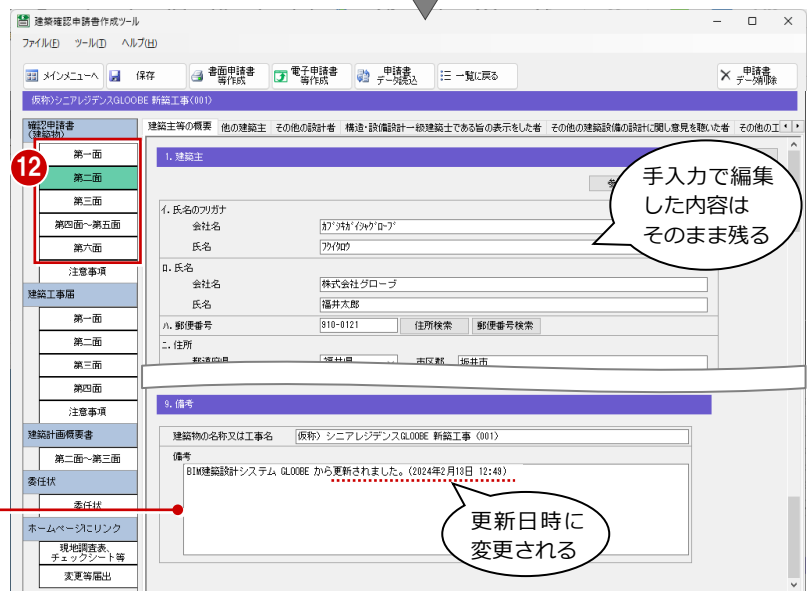 建築確認申請書作成ツール
ファイル(F) ツール(T) ヘルプ(H)
メインメニューへ 保存 書面申請書等作成 電子申請書等作成 申請書データ読込 一覧に戻る 申請書データ削除
仮称)シニアレジデンスGLOOBE 新築工事(001)
確認申請書
(建築物)
第一面
12
第二面
第三面
第四面~第五面
第六面
注意事項
建築工事届
第一面
第二面
第三面
第四面
注意事項
建築計画概要書
第二面~第三面
委任状
委任状
ホームページにリンク
現地調査表、
チェックシート等
変更等届出
建築主等の概要 他の建築主 その他の設計者 構造・設備設計一級建築士である旨の表示をした者 その他の建築設備の設計に関し意見を聴いた者 その他の工
1. 建築主
手入力で編集
した内容は
そのまま残る
イ. 氏名のフリガナ
会社名 ｶﾌﾞｼｷｶﾞｲｼｬｸﾞﾛｰﾌﾞ
氏名 ﾌｸｲﾀﾛｳ
ロ. 氏名
会社名 株式会社グローブ
氏名 福井太郎
ハ. 郵便番号 910-0121 住所検索 郵便番号検索
ニ. 住所
都道府県 福井県 市区郡 坂井市
9. 備考
建築物の名称又は工事名 (仮称) シニアレジデンスGLOOBE 新築工事 (001)
備考
BIM建築設計システム GLOOBE から更新されました。(2024年2月13日 12:49)
更新日時に
変更される